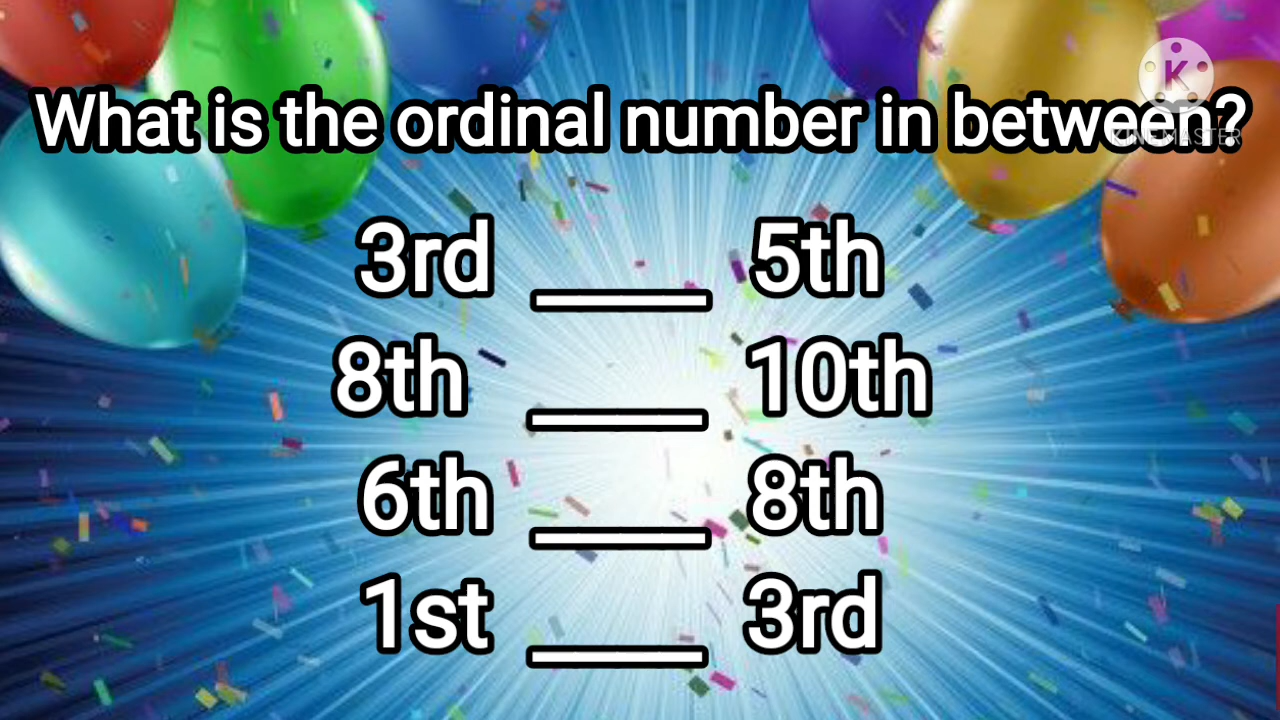 K
KINEMASTER
What is the ordinal number in between?
3rd ____ 5th
8th ____ 10th
6th ____ 8th
1st ____ 3rd